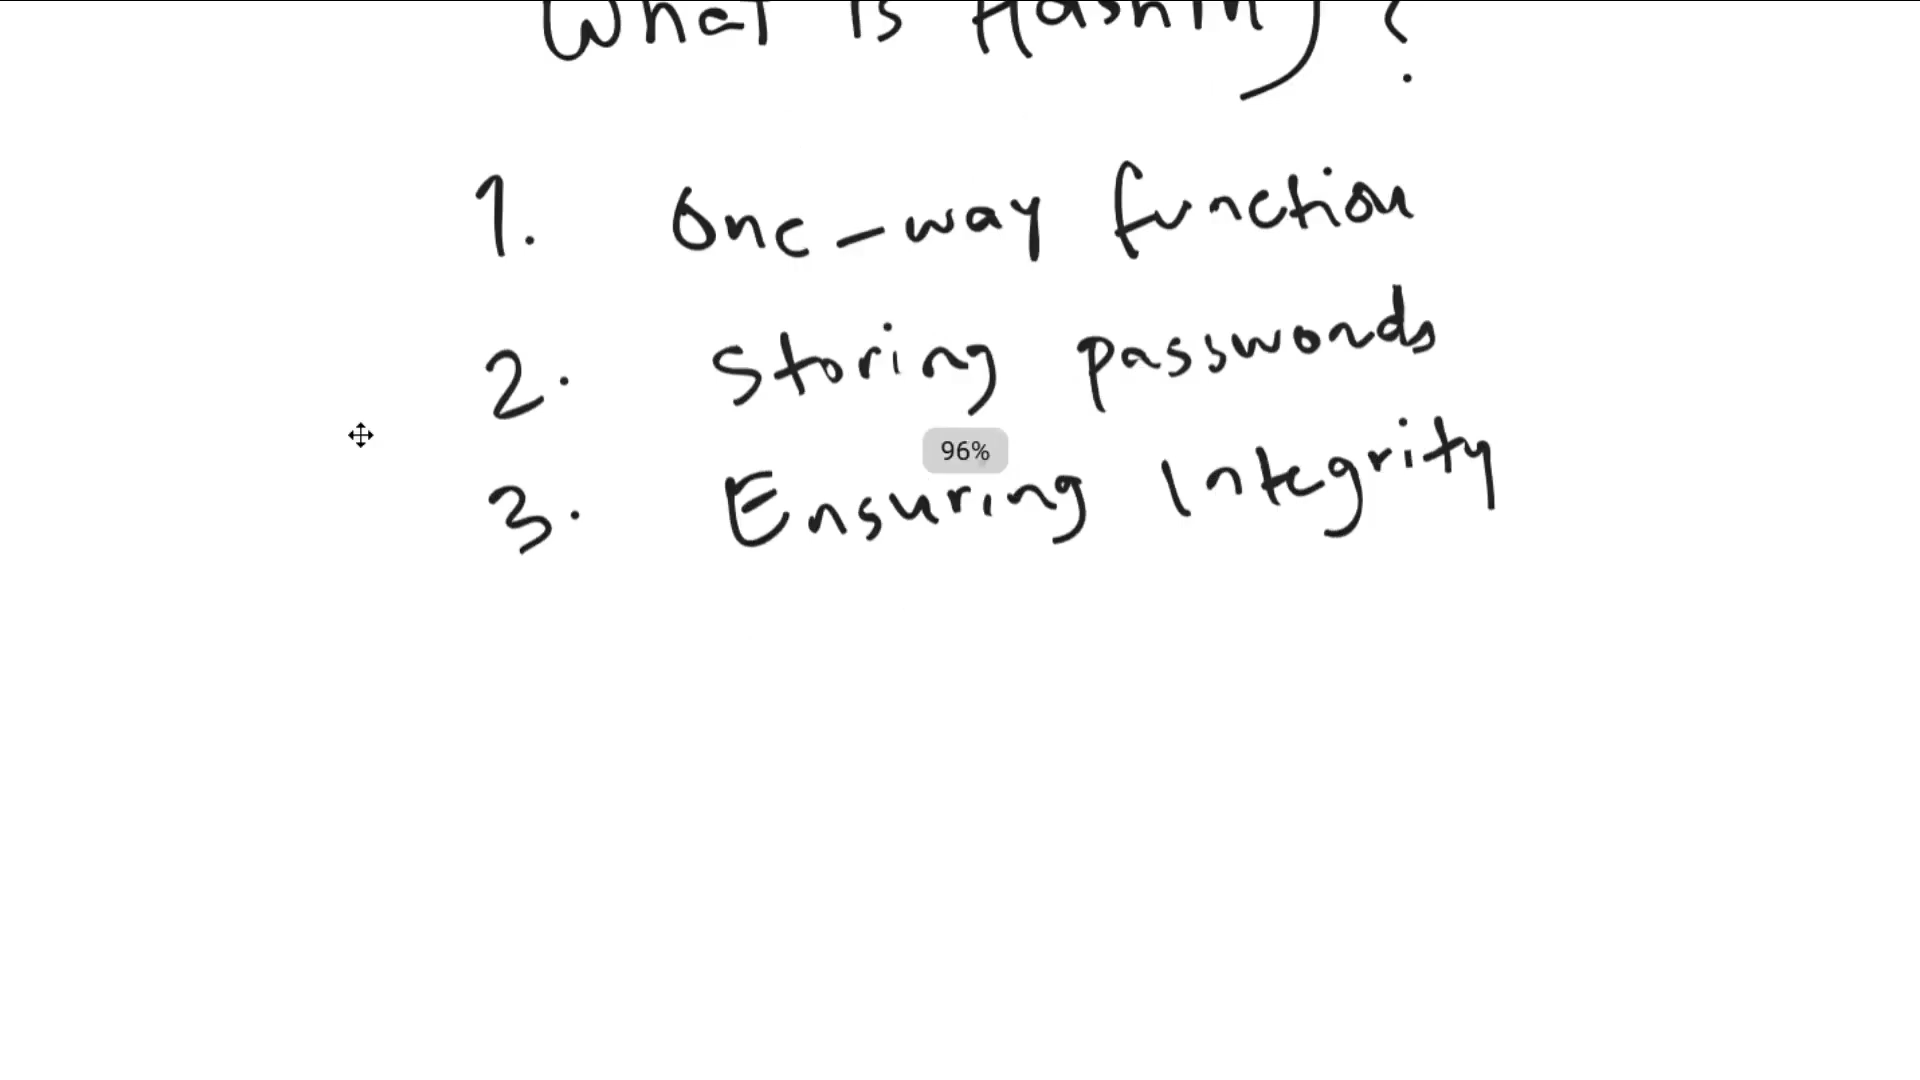 What is Hashing?
1. One-way function
2. Storing passwords
96%
3. Ensuring Integrity